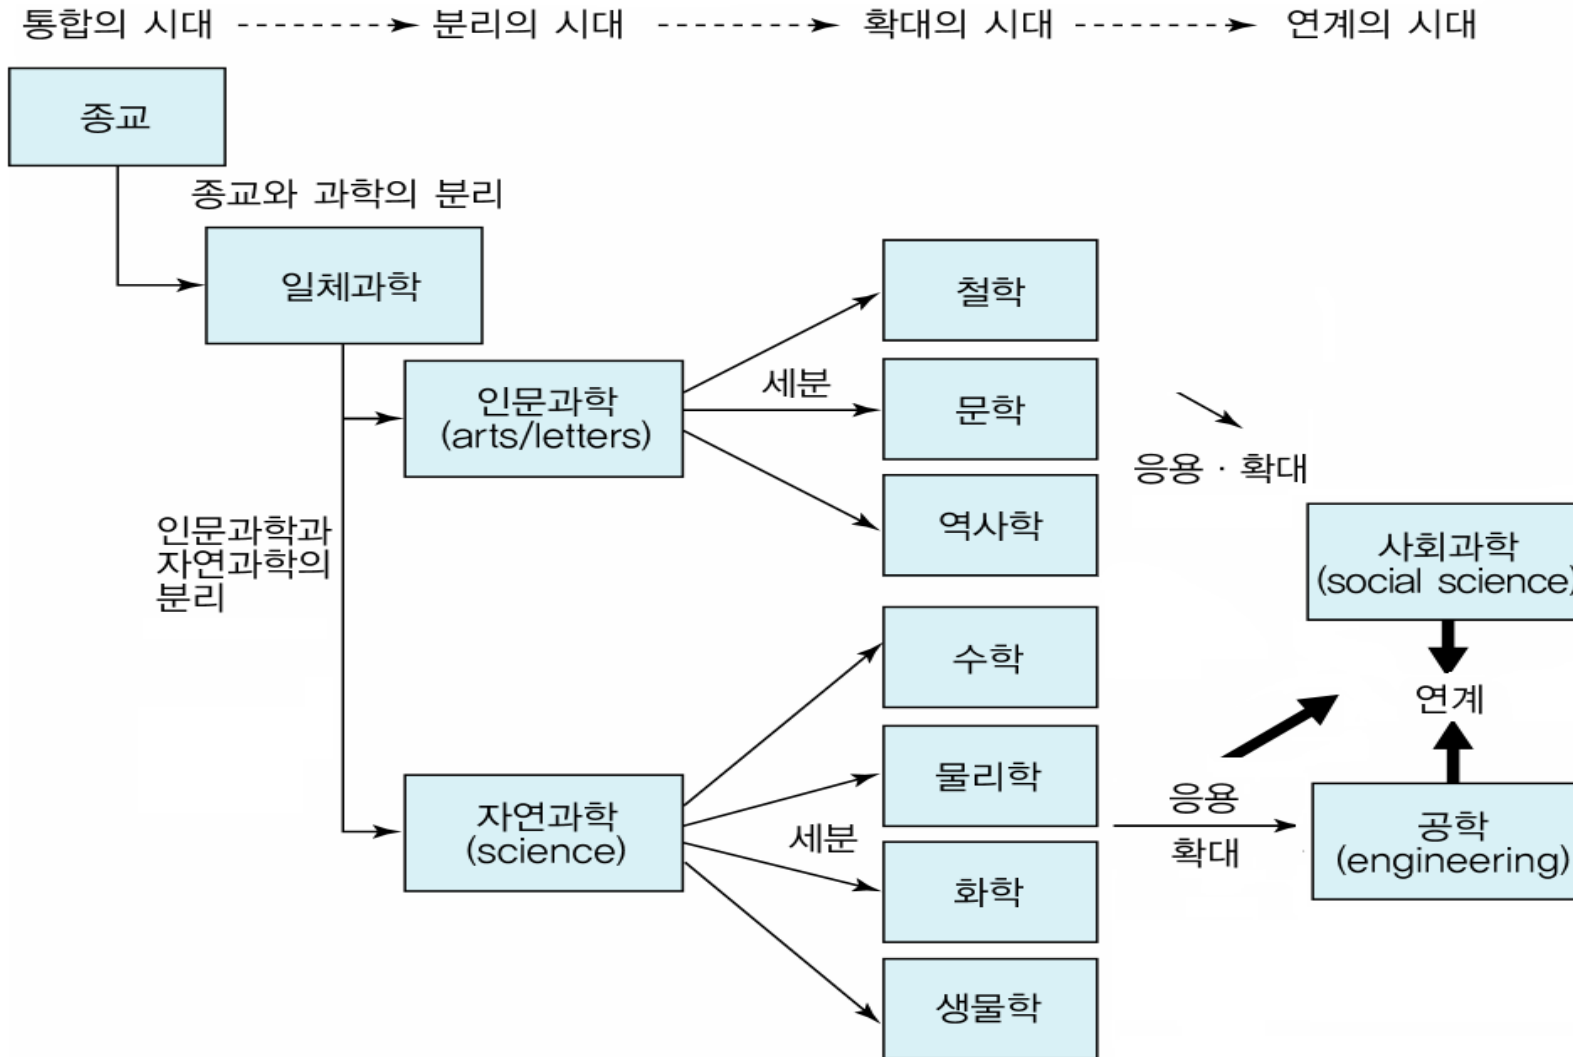 통합의 시대 분리의 시대 확대의 시대 연계의 시대
종교
종교와 과학의 분리
일체과학
인문과학
(arts/letters)
인문과학과
자연과학의
분리
자연과학
(science)
세분
세분
철학
문학
역사학
수학
물리학
화학
생물학
응용 · 확대
응용
확대
사회과학
(social science)
연계
공학
(engineering)